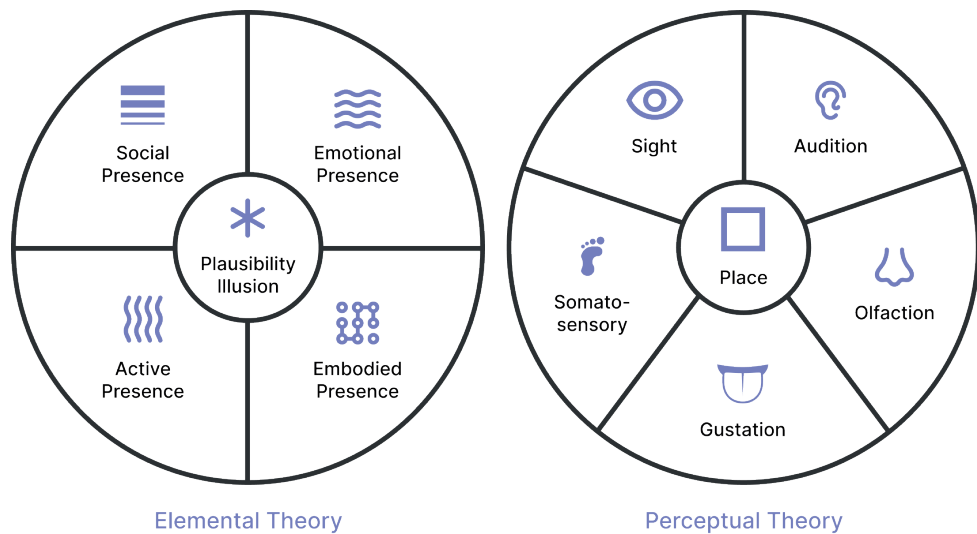 Social
Presence
Emotional
Presence
Plausibility
Illusion
Active
Presence
Embodied
Presence
Elemental Theory
Sight
Audition
Place
Somato-
sensory
Olfaction
Gustation
Perceptual Theory